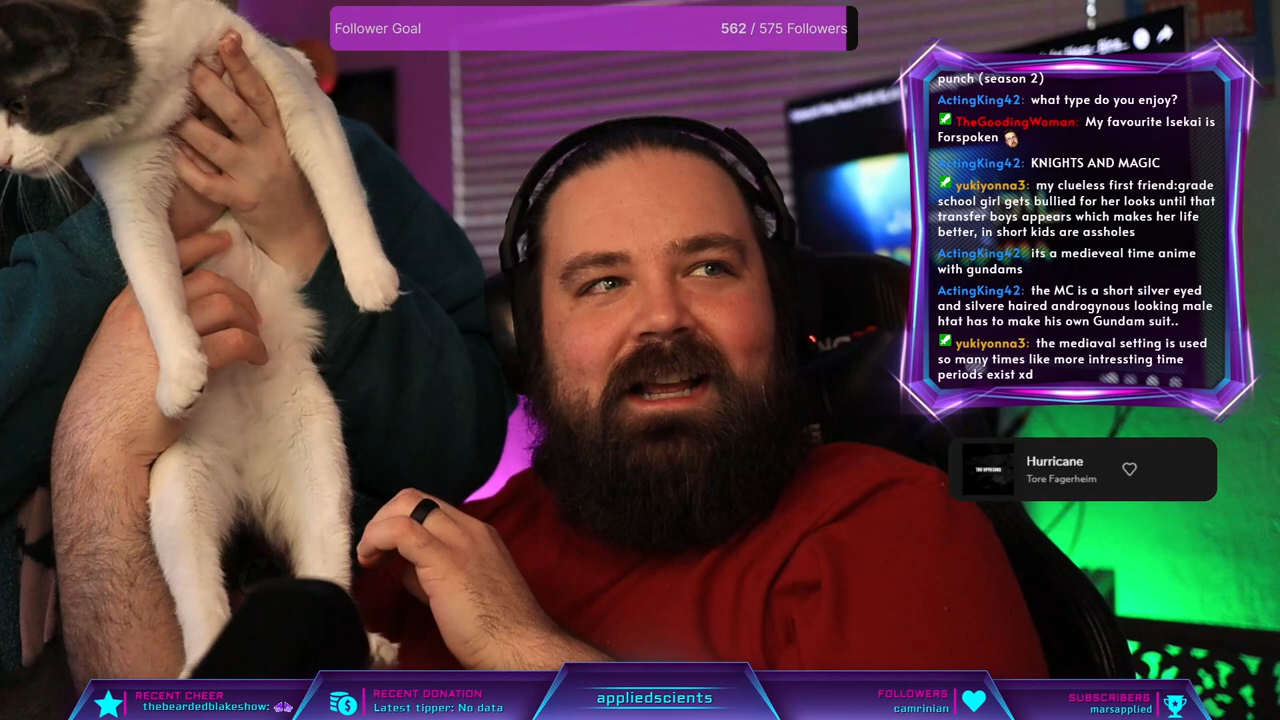 Follower Goal
562 / 575 Followers
punch (season 2)
ActingKing42: what type do you enjoy?
TheGoodingWoman: My favourite Isekai is
Forspoken
ActingKing42: KNIGHTS AND MAGIC
yukiyonna3: my clueless first friend:grade
school girl gets bullied for her looks until that
transfer boys appears which makes her life
better, in short kids are assholes
ActingKing42: its a medieveal time anime
with gundams
ActingKing42: the MC is a short silver eyed
and silvere haired androgynous looking male
htat has to make his own Gundam suit..
yukiyonna3: the mediaval setting is used
so many times like more intressting time
periods exist xd
THE UPRISING
Hurricane
Tore Fagerheim
RECENT CHEER
thebeardedblakeshow:
RECENT DONATION
Latest tipper: No data
appliedscients
FOLLOWERS
camrinian
SUBSCRIBERS
marsapplied